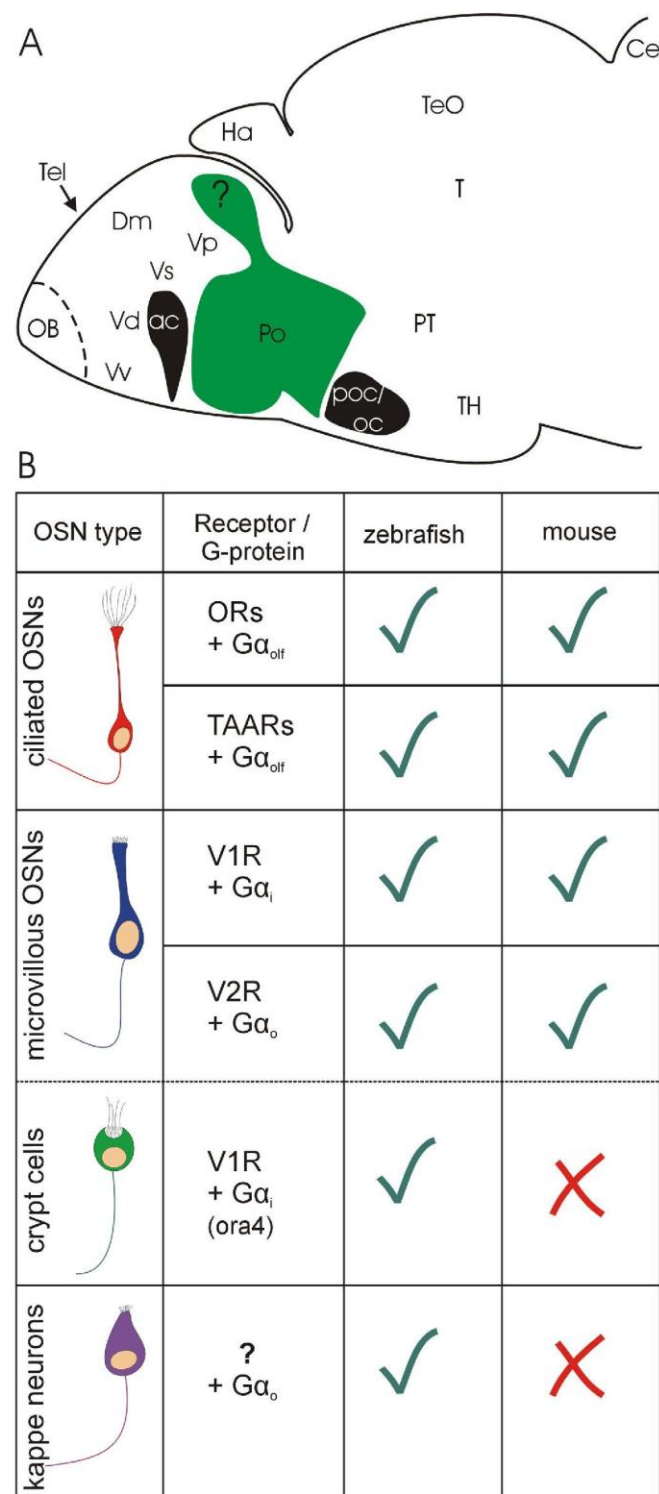 A
Ce
TeO
Ha
Tel
T
?
Dm
Vp
Vs
OB
Vd
ac
Po
PT
Vv
poc/
oc
TH
B
OSN type
Receptor /
G-protein
zebrafish
mouse
ciliated OSNs
ORs
+ Gαolf
TAARs
+ Gαolf
microvillous OSNs
V1R
+ Gαi
V2R
+ Gαo
crypt cells
V1R
+ Gαi
(ora4)
kappe neurons
?
+ Gαo